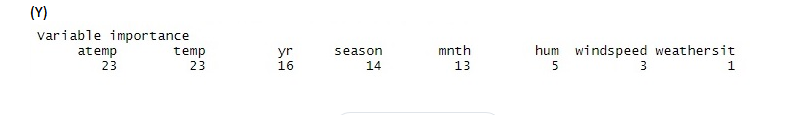 (Y)
Variable importance
atemp temp yr season mnth hum windspeed weathersit
23 23 16 14 13 5 3 1